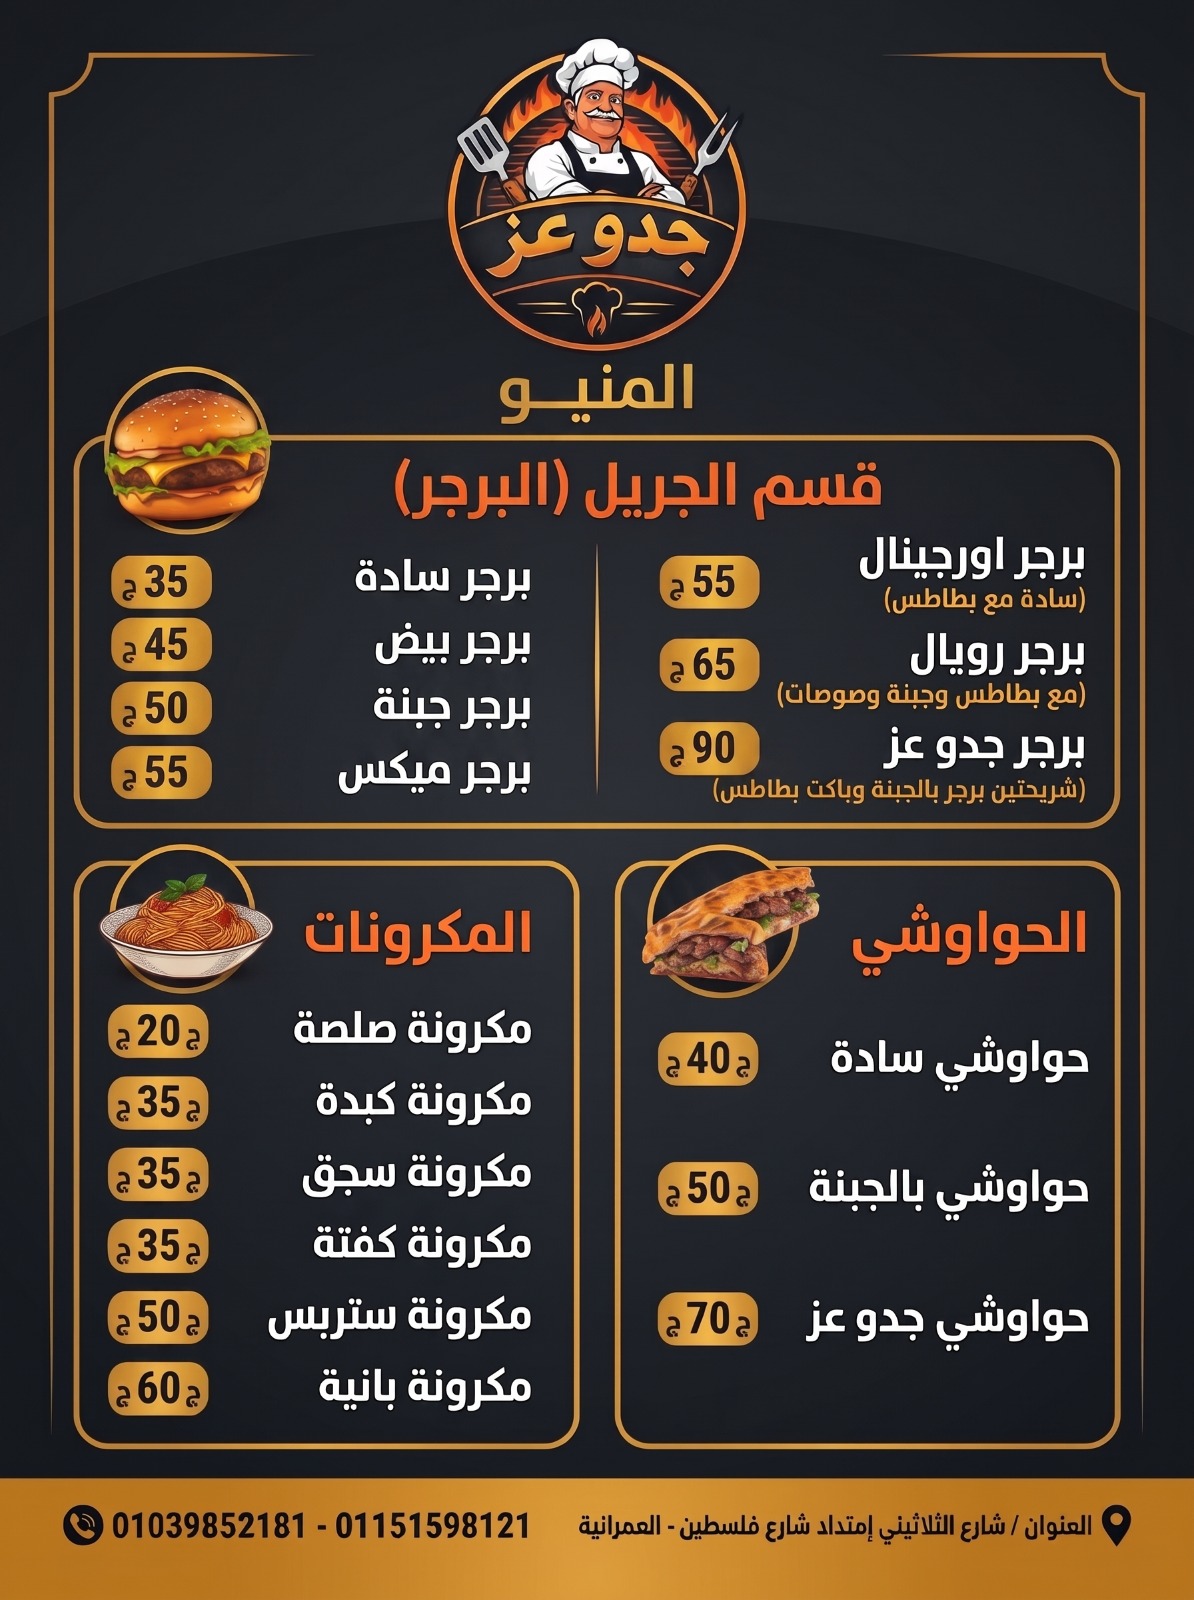 جدو عز
المنيو
قسم الجريل (البرجر)
برجر اورجينال 55 ج
(سادة مع بطاطس)
برجر رويال 65 ج
(مع بطاطس وجبنة وصوصات)
برجر جدو عز 90 ج
(شريحتين برجر بالجبنة وباكت بطاطس)
برجر سادة 35 ج
برجر بيض 45 ج
برجر جبنة 50 ج
برجر ميكس 55 ج
الحواوشي
حواوشي سادة ج 40 ج
حواوشي بالجبنة ج 50 ج
حواوشي جدو عز ج 70 ج
المكرونات
مكرونة صلصة ج 20 ج
مكرونة كبدة ج 35 ج
مكرونة سجق ج 35 ج
مكرونة كفتة ج 35 ج
مكرونة ستربس ج 50 ج
مكرونة بانية ج 60 ج
العنوان / شارع الثلاثيني إمتداد شارع فلسطين - العمرانية
01039852181 - 01151598121